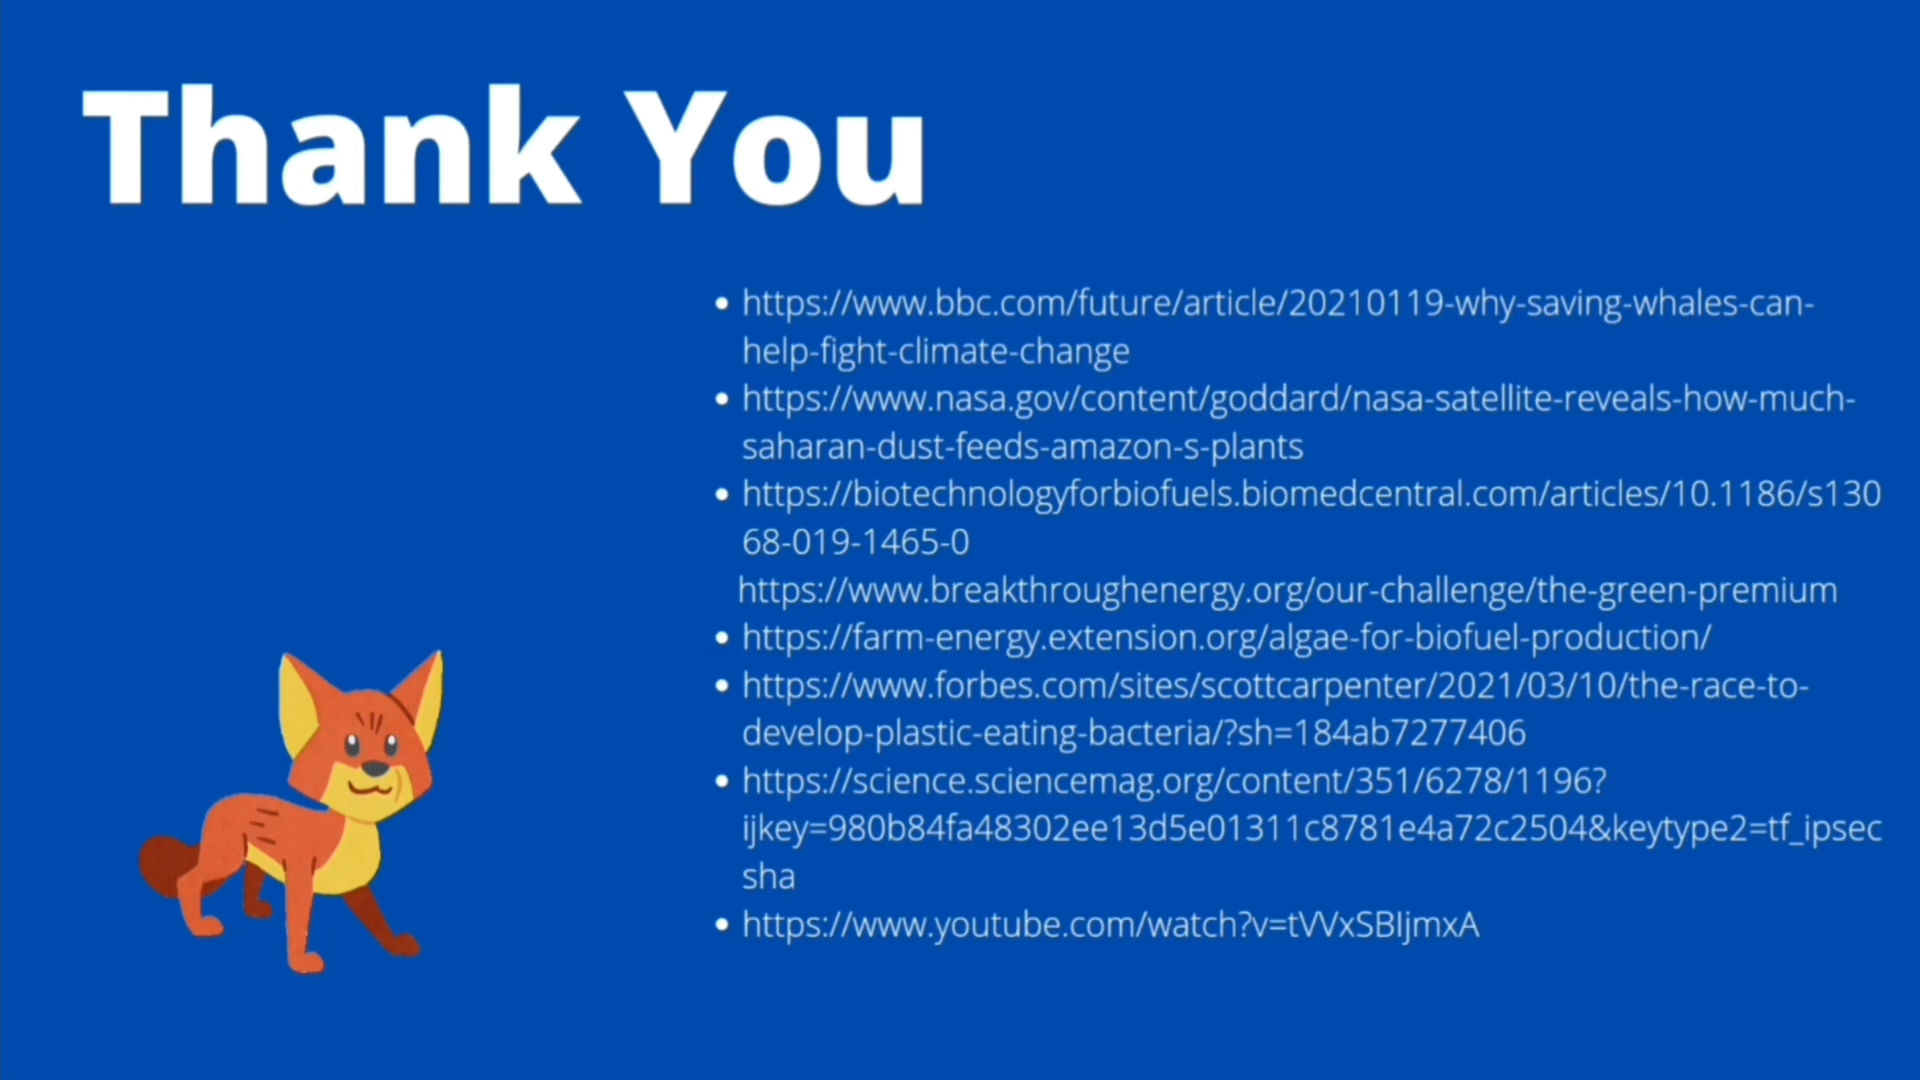 Thank You
• https://www.bbc.com/future/article/20210119-why-saving-whales-can-
help-fight-climate-change
• https://www.nasa.gov/content/goddard/nasa-satellite-reveals-how-much-
saharan-dust-feeds-amazon-s-plants
• https://biotechnologyforbiofuels.biomedcentral.com/articles/10.1186/s130
68-019-1465-0
https://www.breakthroughenergy.org/our-challenge/the-green-premium
• https://farm-energy.extension.org/algae-for-biofuel-production/
• https://www.forbes.com/sites/scottcarpenter/2021/03/10/the-race-to-
develop-plastic-eating-bacteria/?sh=184ab7277406
• https://science.sciencemag.org/content/351/6278/1196?
ijkey=980b84fa48302ee13d5e01311c8781e4a72c2504&keytype2=tf_ipsec
sha
• https://www.youtube.com/watch?v=tVVxSBIjmxA